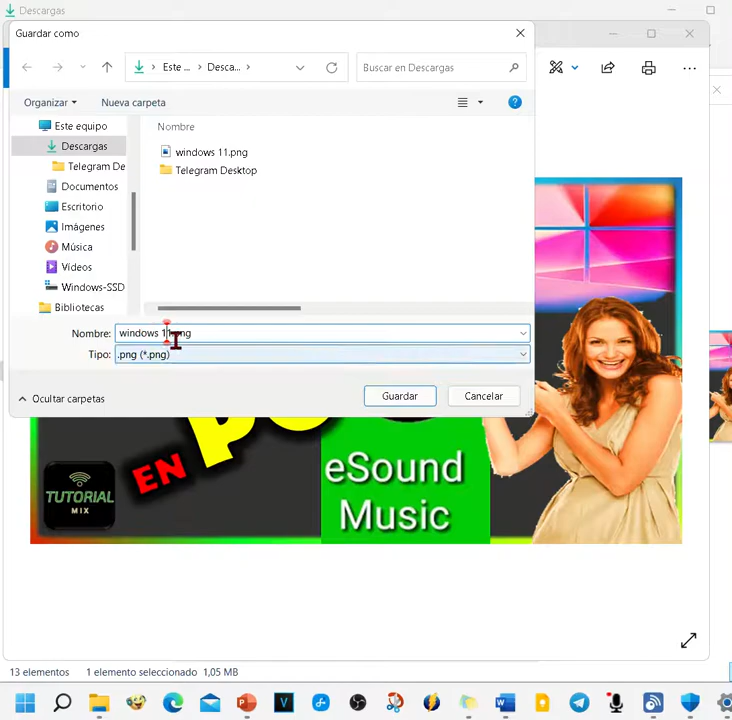 Descargas
Guardar como
Este ... Desca...
Buscar en Descargas
Organizar Nueva carpeta
Este equipo
Descargas
Telegram De
Documentos
Escritorio
Imágenes
Música
Vídeos
Windows-SSD
Bibliotecas
Nombre
windows 11.png
Telegram Desktop
Nombre: windows 11.png
Tipo: .png (*.png)
Ocultar carpetas
Guardar Cancelar
EN
TUTORIAL
MIX
eSound
Music
13 elementos 1 elemento seleccionado 1,05 MB